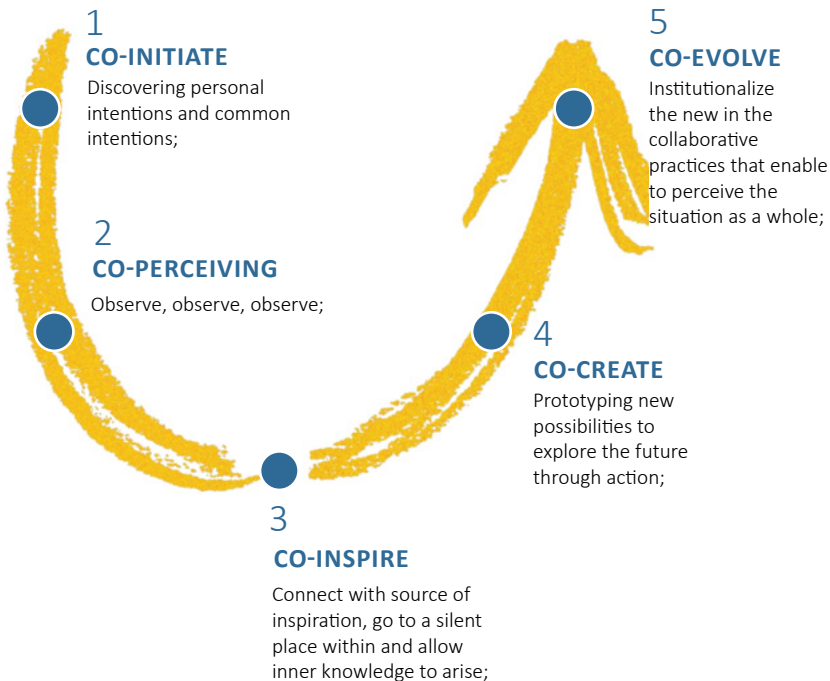 1
CO-INITIATE
Discovering personal
intentions and common
intentions;
2
CO-PERCEIVING
Observe, observe, observe;
3
CO-INSPIRE
Connect with source of
inspiration, go to a silent
place within and allow
inner knowledge to arise;
4
CO-CREATE
Prototyping new
possibilities to
explore the future
through action;
5
CO-EVOLVE
Institutionalize
the new in the
collaborative
practices that enable
to perceive the
situation as a whole;